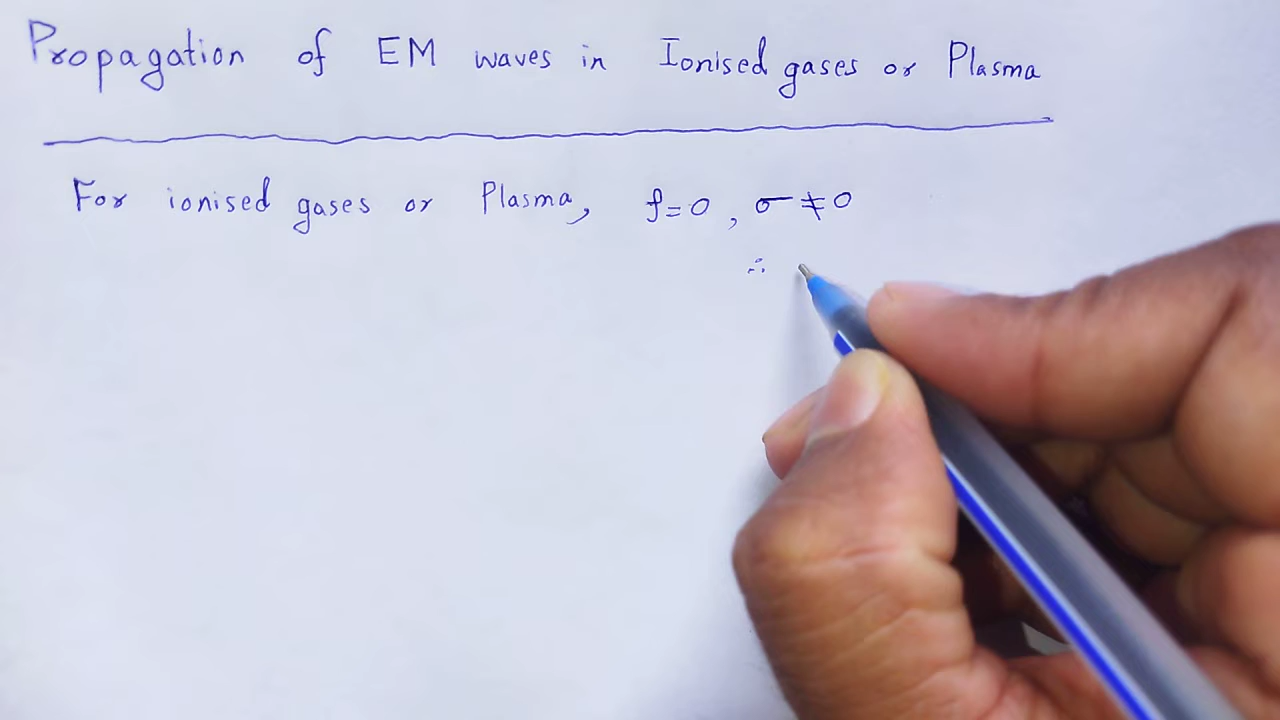 Propagation of EM waves in Ionised gases or Plasma
For ionised gases or Plasma, ρ=0, σ≠0
∴